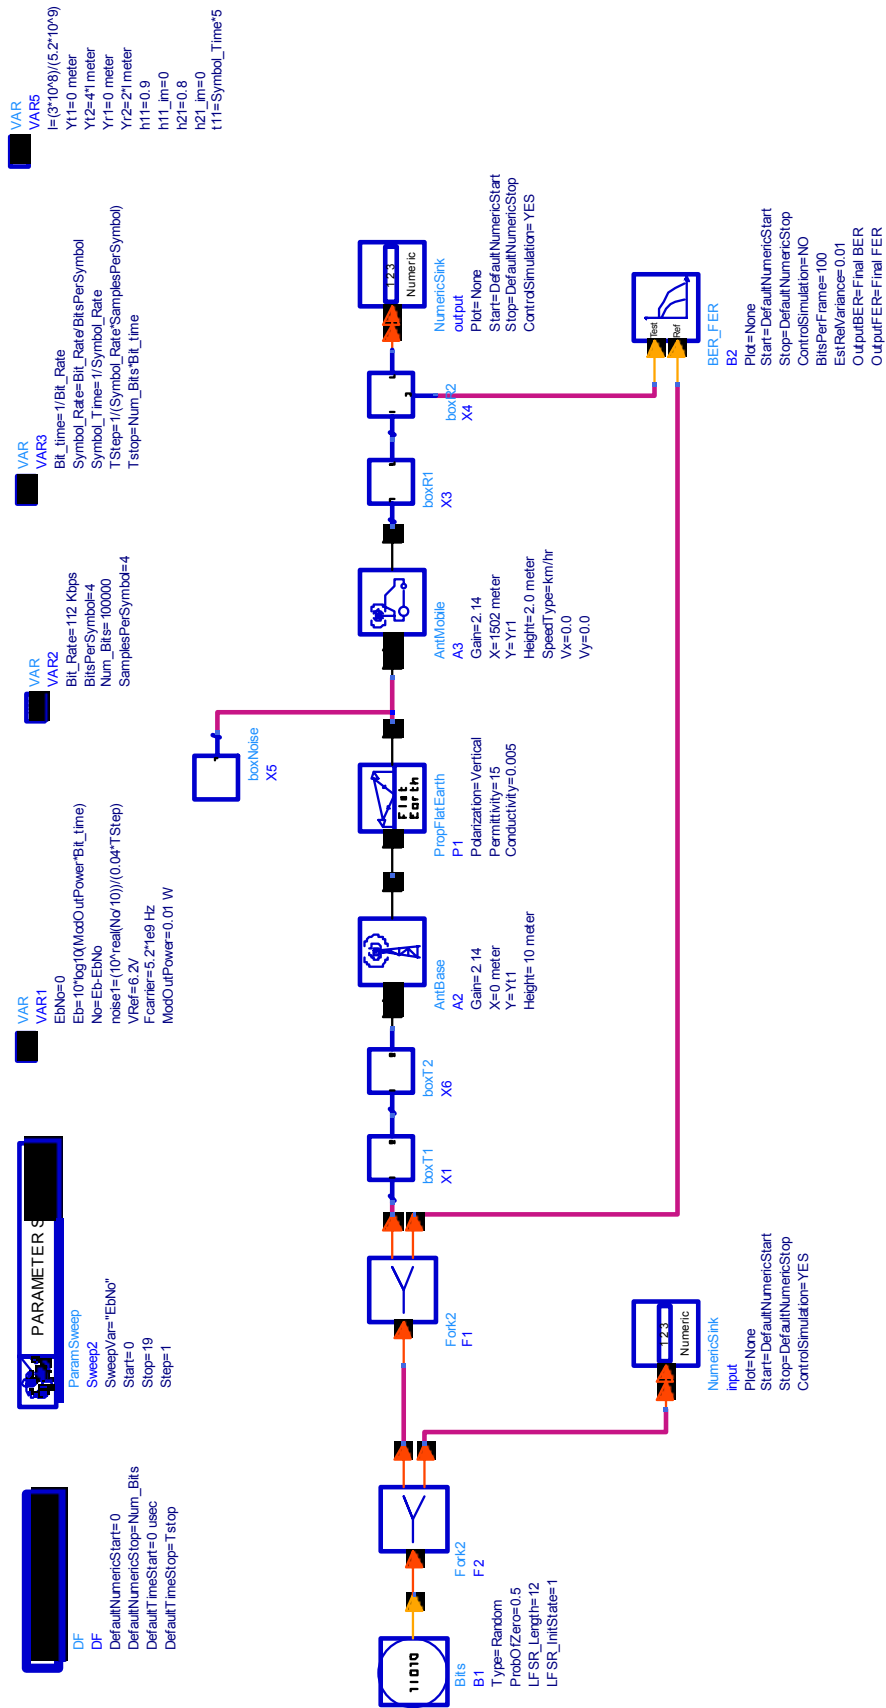 DF
DF
DefaultNumericStart=0
DefaultNumericStop=Num_Bits
DefaultTimeStart=0 usec
DefaultTimeStop=Tstop
PARAMETER S
ParamSweep
Sweep2
SweepVar="EbNo"
Start=0
Stop=19
Step=1
VAR
VAR1
EbNo=0
Eb=10*log10(ModOutPower*Bit_time)
No=Eb-EbNo
noise1=(10^real(No/10))/(0.04*TStep)
VRef=6.2V
Fcarrier=5.2*1e9 Hz
ModOutPower=0.01 W
VAR
VAR2
Bit_Rate=112 Kbps
BitsPerSymbol=4
Num_Bits=100000
SamplesPerSymbol=4
VAR
VAR3
Bit_time=1/Bit_Rate
Symbol_Rate=Bit_Rate/BitsPerSymbol
Symbol_Time=1/Symbol_Rate
TStep=1/(Symbol_Rate*SamplesPerSymbol)
Tstop=Num_Bits*Bit_time
VAR
VAR5
l=(3*10^8)/(5.2*10^9)
Yt1=0 meter
Yt2=4*l meter
Yr1=0 meter
Yr2=2*l meter
h11=0.9
h11_im=0
h21=0.8
h21_im=0
t11=Symbol_Time*5
boxNoise
X5
Bits
B1
Type=Random
ProbOfZero=0.5
LFSR_Length=12
LFSR_InitState=1
Fork2
F2
Fork2
F1
boxT1
X1
boxT2
X6
AntBase
A2
Gain=2.14
X=0 meter
Y=Yt1
Height=10 meter
Flat
Earth
PropFlatEarth
P1
Polarization=Vertical
Permittivity=15
Conductivity=0.005
AntMobile
A3
Gain=2.14
X=1502 meter
Y=Yr1
Height=2.0 meter
SpeedType=km/hr
Vx=0.0
Vy=0.0
boxR1
X3
boxR2
X4
1 2 3
Numeric
NumericSink
output
Plot=None
Start=DefaultNumericStart
Stop=DefaultNumericStop
ControlSimulation=YES
1 2 3
Numeric
NumericSink
input
Plot=None
Start=DefaultNumericStart
Stop=DefaultNumericStop
ControlSimulation=YES
Test
Ref
BER_FER
B2
Plot=None
Start=DefaultNumericStart
Stop=DefaultNumericStop
ControlSimulation=NO
BitsPerFrame=100
EstRelVariance=0.01
OutputBER=Final BER
OutputFER=Final FER